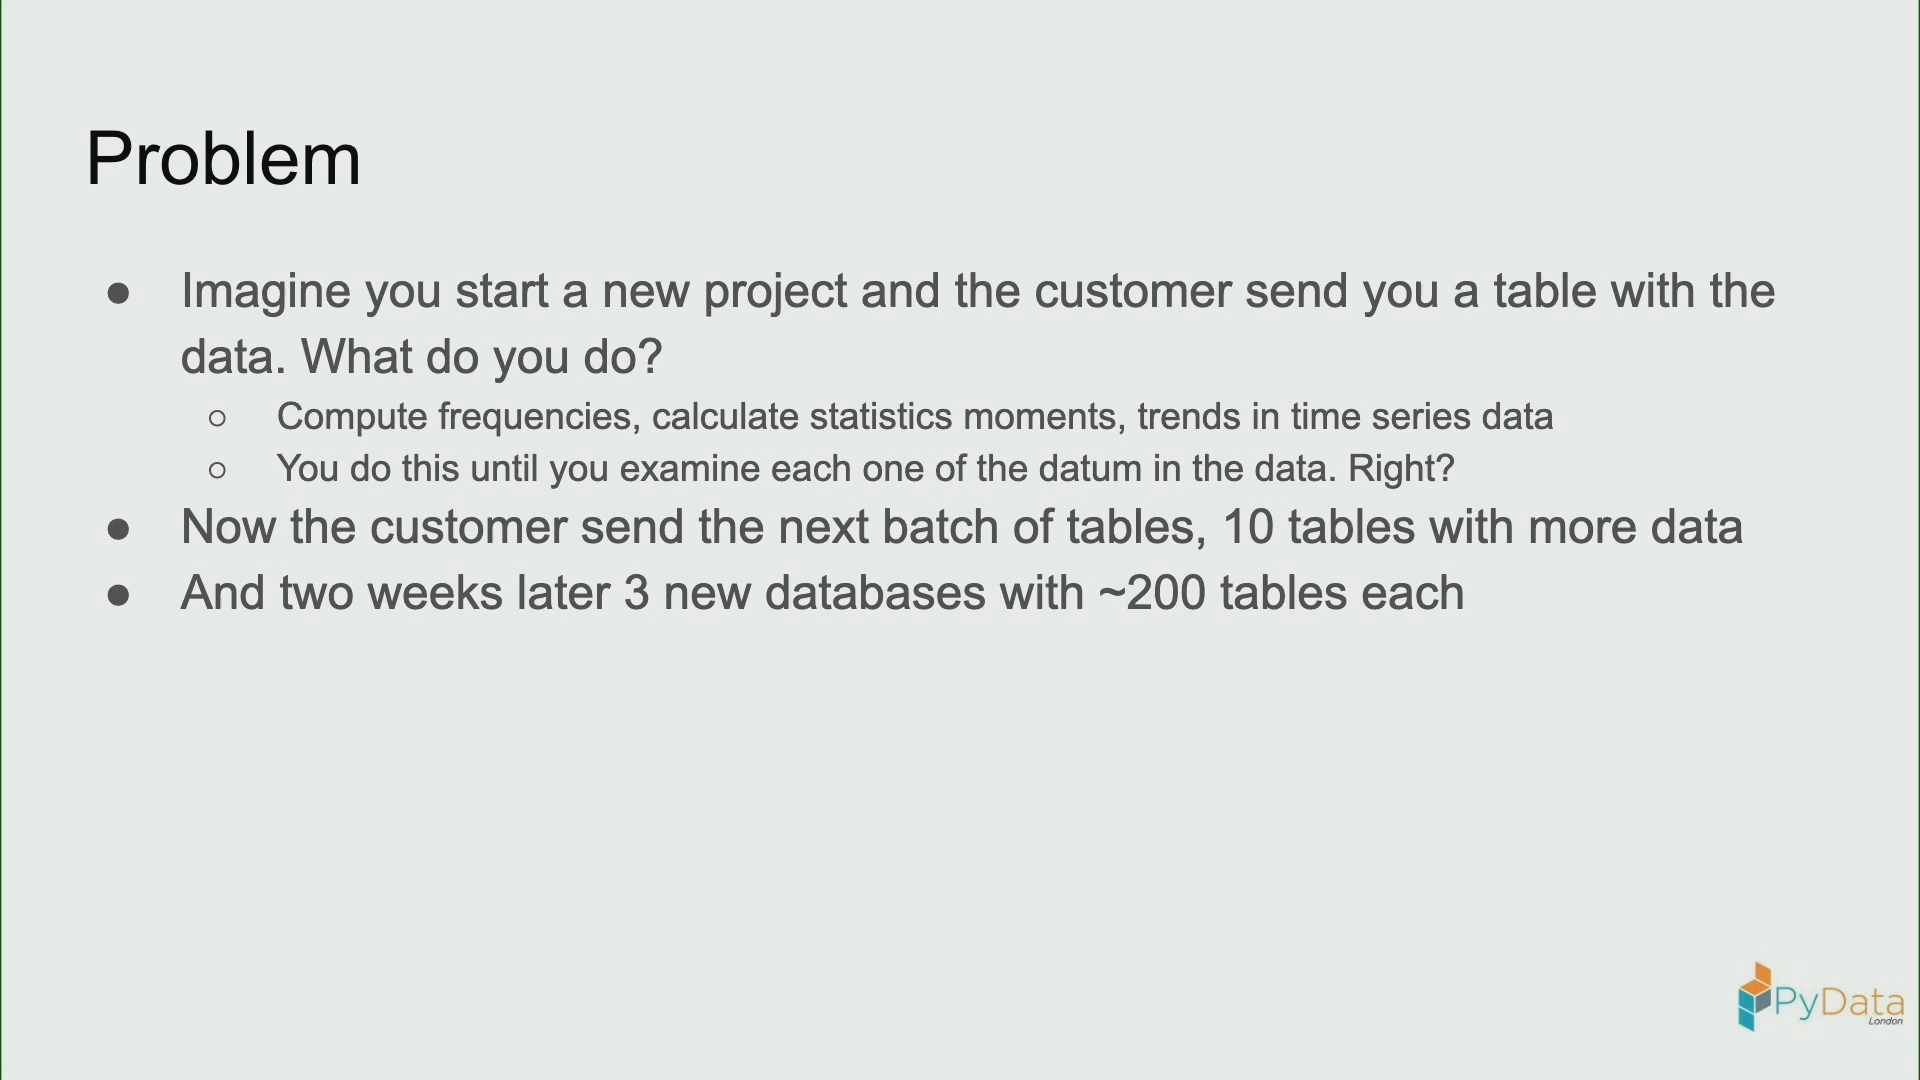 Problem
● Imagine you start a new project and the customer send you a table with the
data. What do you do?
○ Compute frequencies, calculate statistics moments, trends in time series data
○ You do this until you examine each one of the datum in the data. Right?
● Now the customer send the next batch of tables, 10 tables with more data
● And two weeks later 3 new databases with ~200 tables each
PyData
London